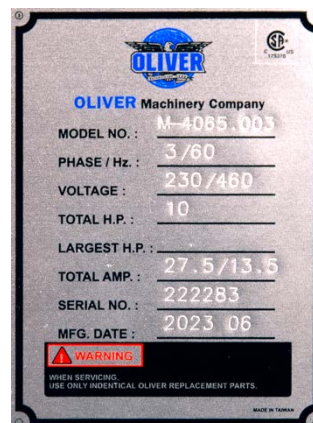 OLIVER
C US
175370
OLIVER Machinery Company
MODEL NO. : M-4065.003
PHASE / Hz. : 3/60
VOLTAGE : 230/460
TOTAL H.P. : 10
LARGEST H.P. :
TOTAL AMP. : 27.5/13.5
SERIAL NO. : 222283
MFG. DATE : 2023 06
WARNING
WHEN SERVICING,
USE ONLY INDENTICAL OLIVER REPLACEMENT PARTS.
MADE IN TAIWAN